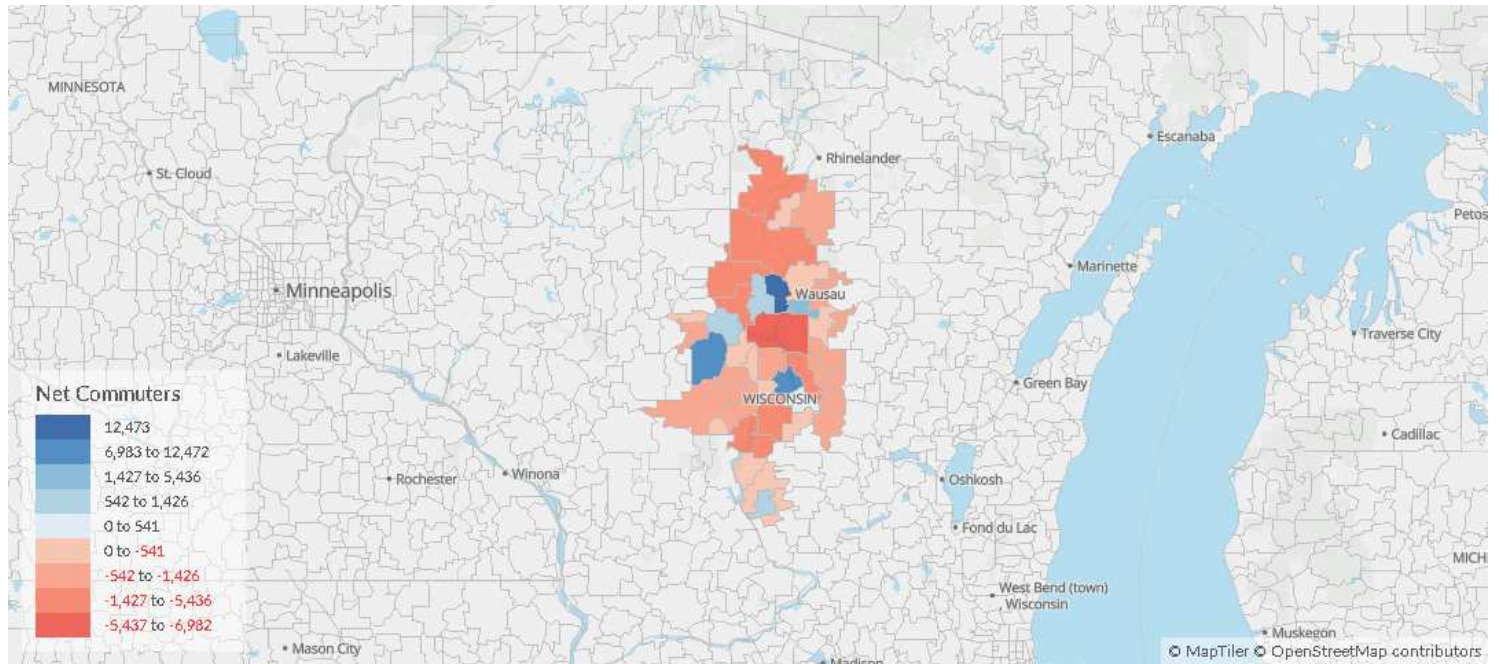 MINNESOTA
St. Cloud
Minneapolis
Lakeville
Rochester
Winona
Mason City
Rhinelander
Wausau
WISCONSIN
Escanaba
Marinette
Green Bay
Oshkosh
Fond du Lac
West Bend (town)
Wisconsin
Madison
Petos
Traverse City
Cadillac
MICH
Muskegon
Net Commuters
12,473
6,983 to 12,472
1,427 to 5,436
542 to 1,426
0 to 541
0 to -541
-542 to -1,426
-1,427 to -5,436
-5,437 to -6,982
© MapTiler © OpenStreetMap contributors